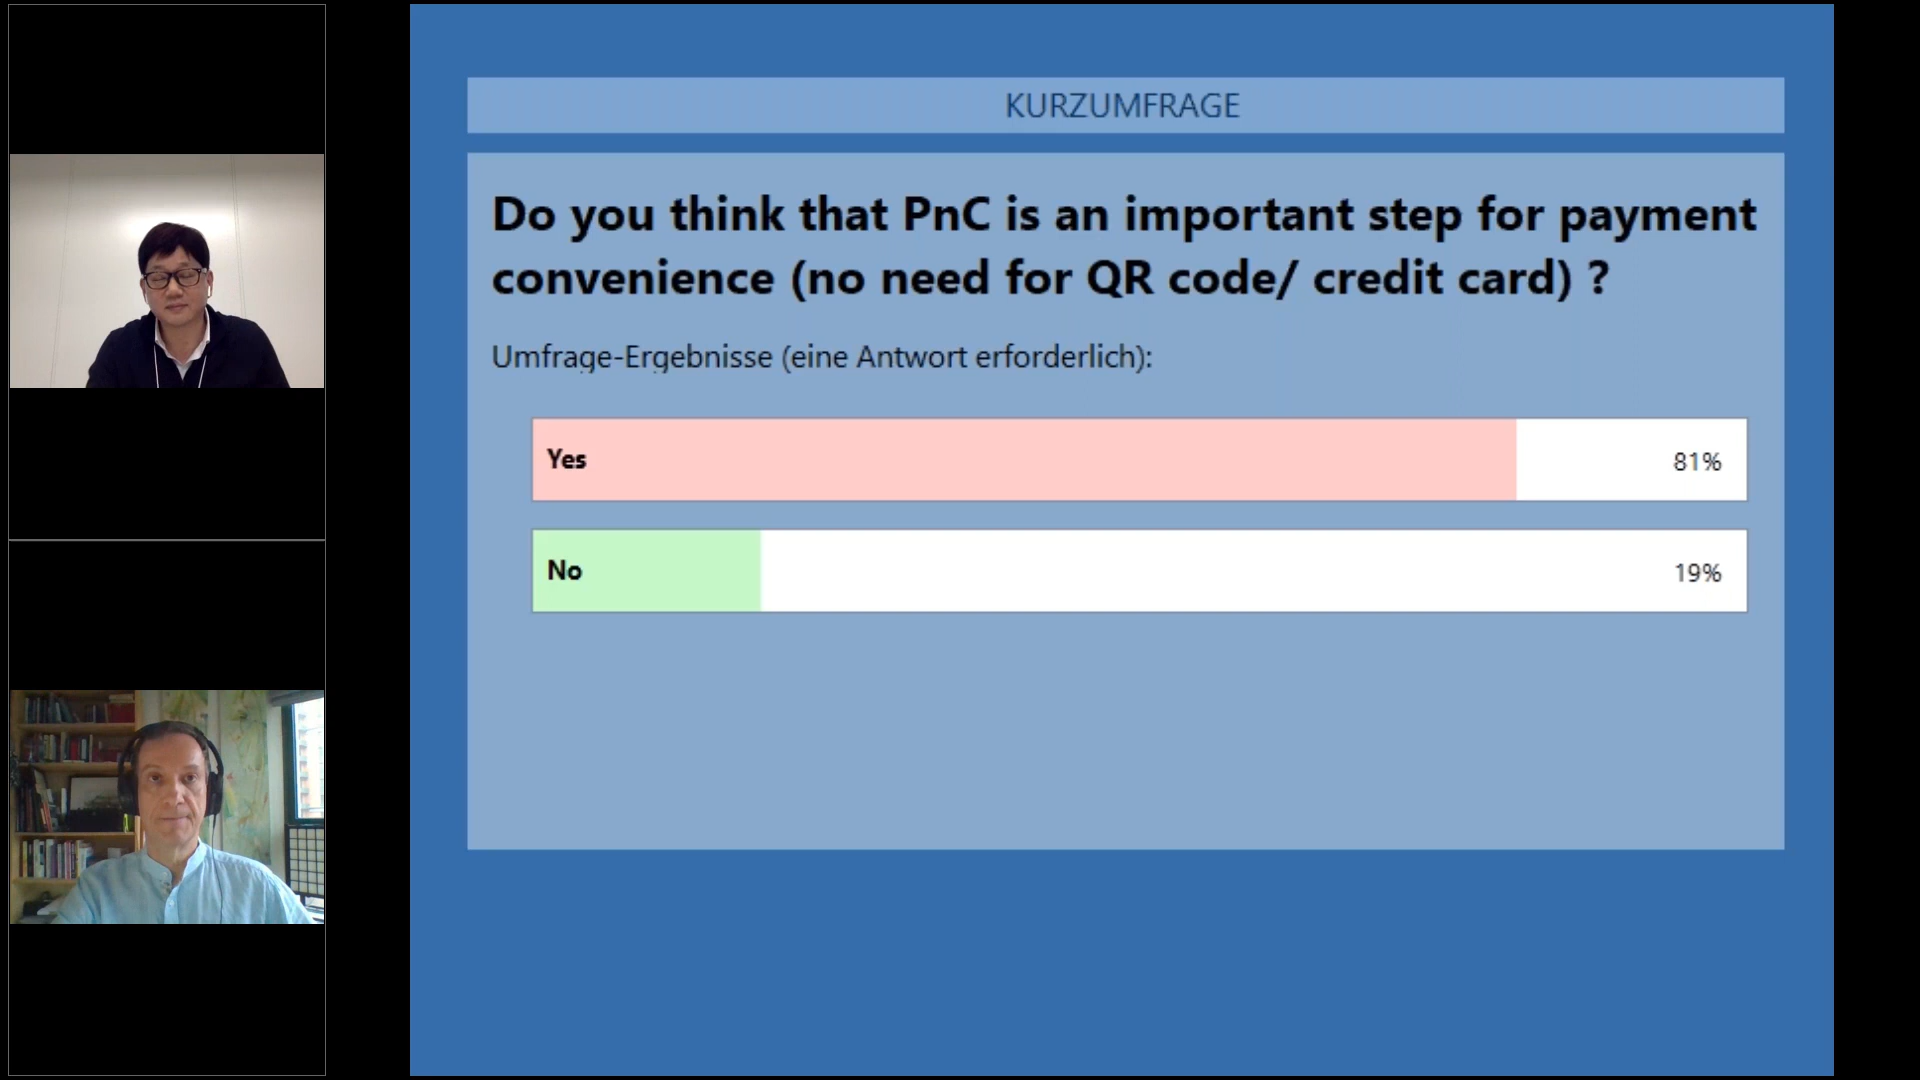 KURZUMFRAGE
Do you think that PnC is an important step for payment
convenience (no need for QR code/ credit card) ?
Umfrage-Ergebnisse (eine Antwort erforderlich):
Yes 81%
No 19%